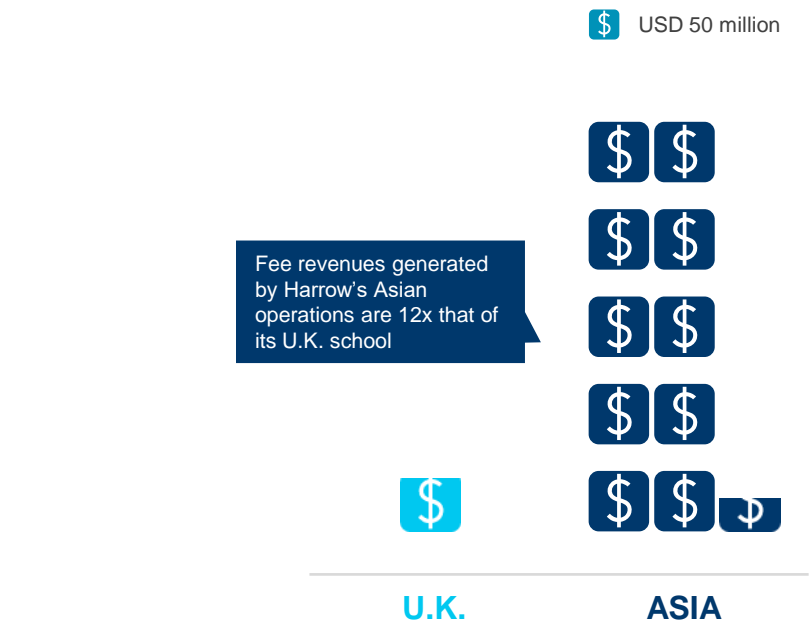 $ USD 50 million
$ $
$ $
Fee revenues generated
by Harrow's Asian
operations are 12x that of
its U.K. school
$ $
$ $
$ $ $ $
U.K. ASIA